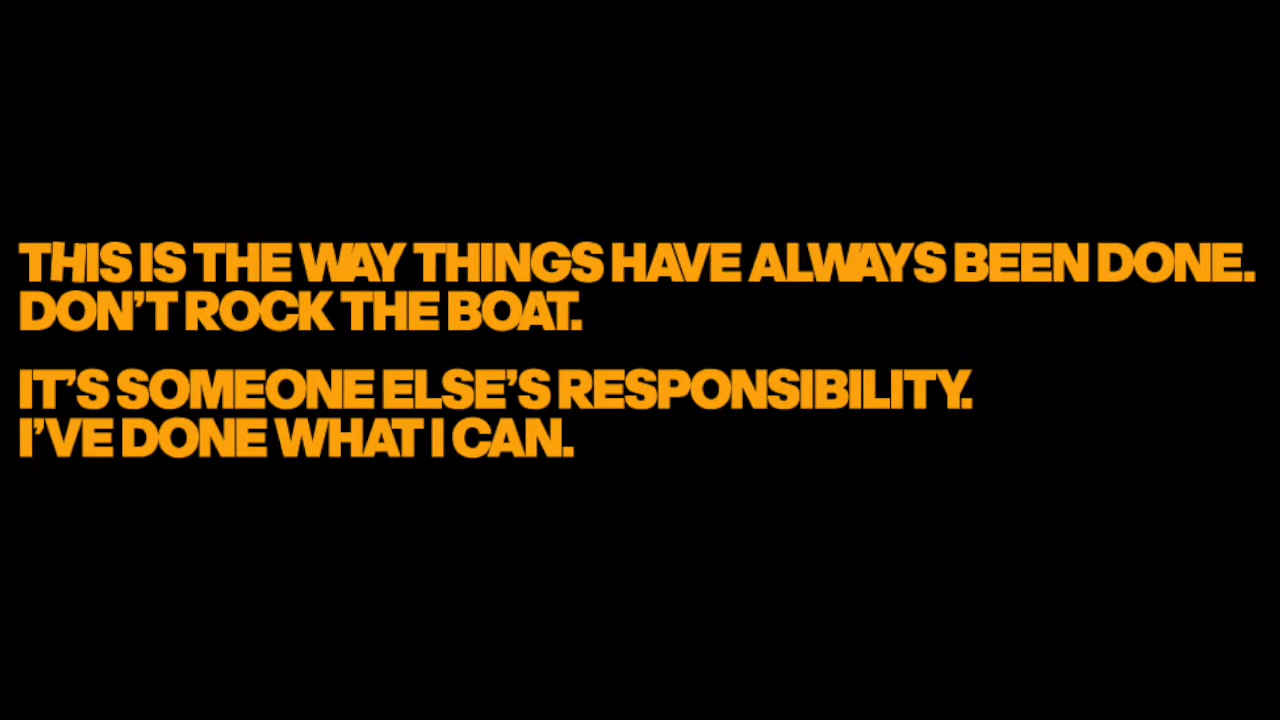 THIS IS THE WAY THINGS HAVE ALWAYS BEEN DONE.
DON’T ROCK THE BOAT.
IT’S SOMEONE ELSE’S RESPONSIBILITY.
I’VE DONE WHAT I CAN.